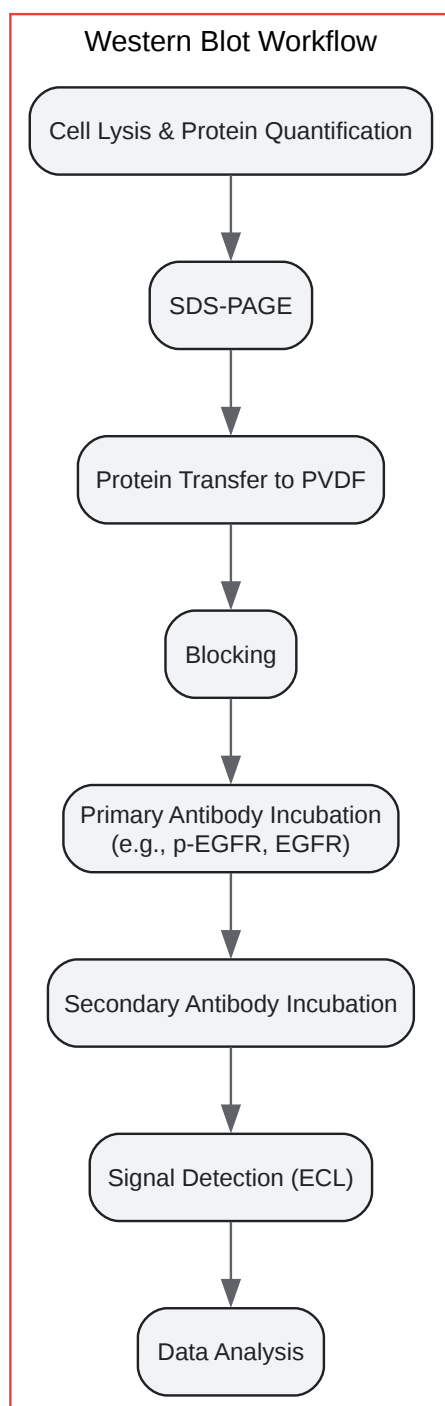 Western Blot Workflow
Cell Lysis & Protein Quantification
SDS-PAGE
Protein Transfer to PVDF
Blocking
Primary Antibody Incubation
(e.g., p-EGFR, EGFR)
Secondary Antibody Incubation
Signal Detection (ECL)
Data Analysis